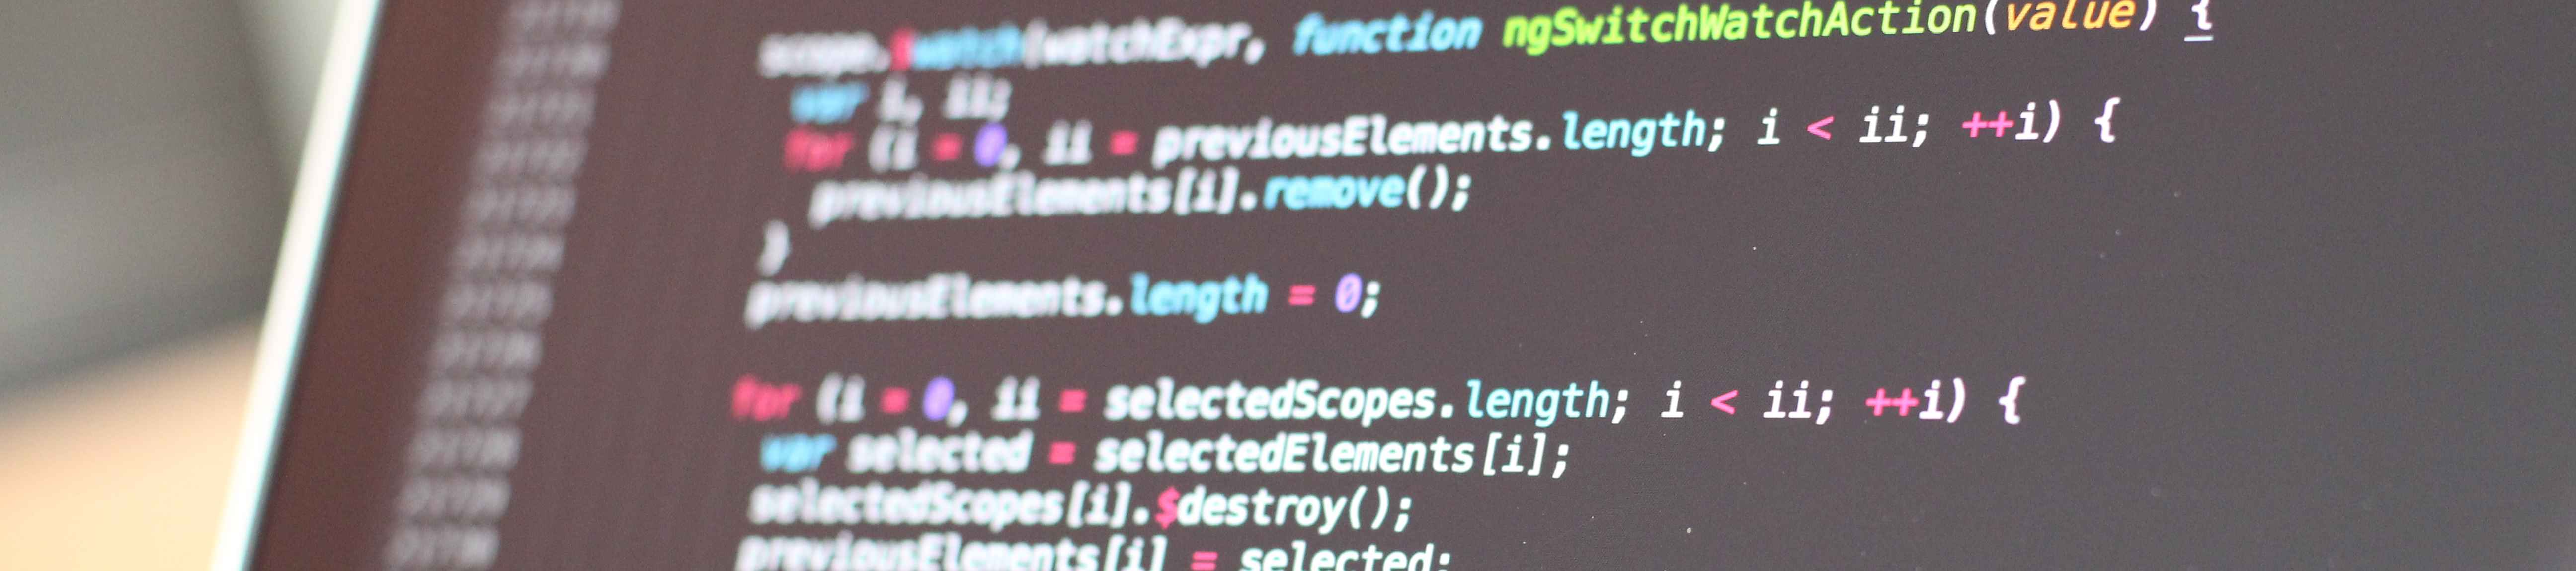 scope.$watch(watchExpr, function ngSwitchWatchAction(value) {
var i, ii;
for (i = 0, ii = previousElements.length; i < ii; ++i) {
previousElements[i].remove();
}
previousElements.length = 0;
for (i = 0, ii = selectedScopes.length; i < ii; ++i) {
var selected = selectedElements[i];
selectedScopes[i].$destroy();
previousElements[i] = selected;